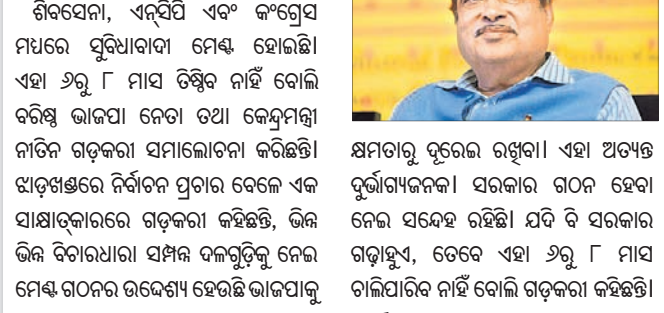 ଶିବସେନା, ଏନ୍‌ସିପି ଏବଂ କଂଗ୍ରେସ
ମଧ୍ୟରେ ସୁବିଧାବାଦୀ ମେଣ୍ଟ ହୋଇଛି।
ଏହା ୬ରୁ ୮ ମାସ ତିଷ୍ଠିବ ନାହିଁ ବୋଲି
ବରିଷ୍ଠ ଭାଜପା ନେତା ତଥା କେନ୍ଦ୍ରମନ୍ତ୍ରୀ
ନୀତିନ ଗଡ଼କରୀ ସମାଲୋଚନା କରିଛନ୍ତି।
ଝାଡ଼ଖଣ୍ଡରେ ନିର୍ବାଚନ ପ୍ରଚାର ବେଳେ ଏକ
ସାକ୍ଷାତ୍‌କାରରେ ଗଡ଼କରୀ କହିଛନ୍ତି, ଭିନ୍ନ
ଭିନ୍ନ ବିଚାରଧାରା ସମ୍ପନ୍ନ ଦଳଗୁଡ଼ିକୁ ନେଇ
ମେଣ୍ଟ ଗଠନର ଉଦ୍ଦେଶ୍ୟ ହେଉଛି ଭାଜପାକୁ
କ୍ଷମତାରୁ ଦୂରେଇ ରଖିବା। ଏହା ଅତ୍ୟନ୍ତ
ଦୁର୍ଭାଗ୍ୟଜନକ। ସରକାର ଗଠନ ହେବା
ନେଇ ସନ୍ଦେହ ରହିଛି। ଯଦି ବି ସରକାର
ଗଢ଼ାହୁଏ, ତେବେ ଏହା ୬ରୁ ୮ ମାସ
ଚାଲିପାରିବ ନାହିଁ ବୋଲି ଗଡ଼କରୀ କହିଛନ୍ତି।